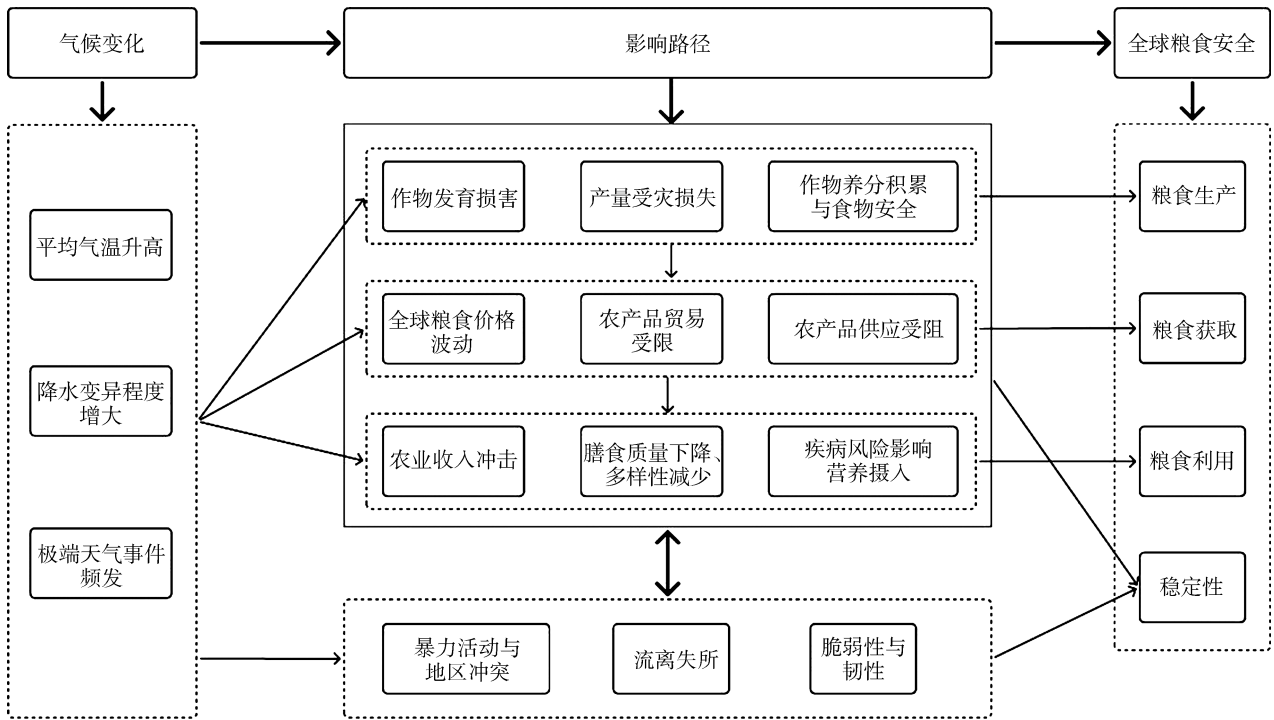 气候变化
影响路径
全球粮食安全
平均气温升高
降水变异程度
增大
极端天气事件
频发
作物发育损害
产量受灾损失
作物养分积累
与食物安全
全球粮食价格
波动
农产品贸易
受限
农产品供应受阻
农业收入冲击
膳食质量下降、
多样性减少
疾病风险影响
营养摄入
暴力活动与
地区冲突
流离失所
脆弱性与
韧性
粮食生产
粮食获取
粮食利用
稳定性